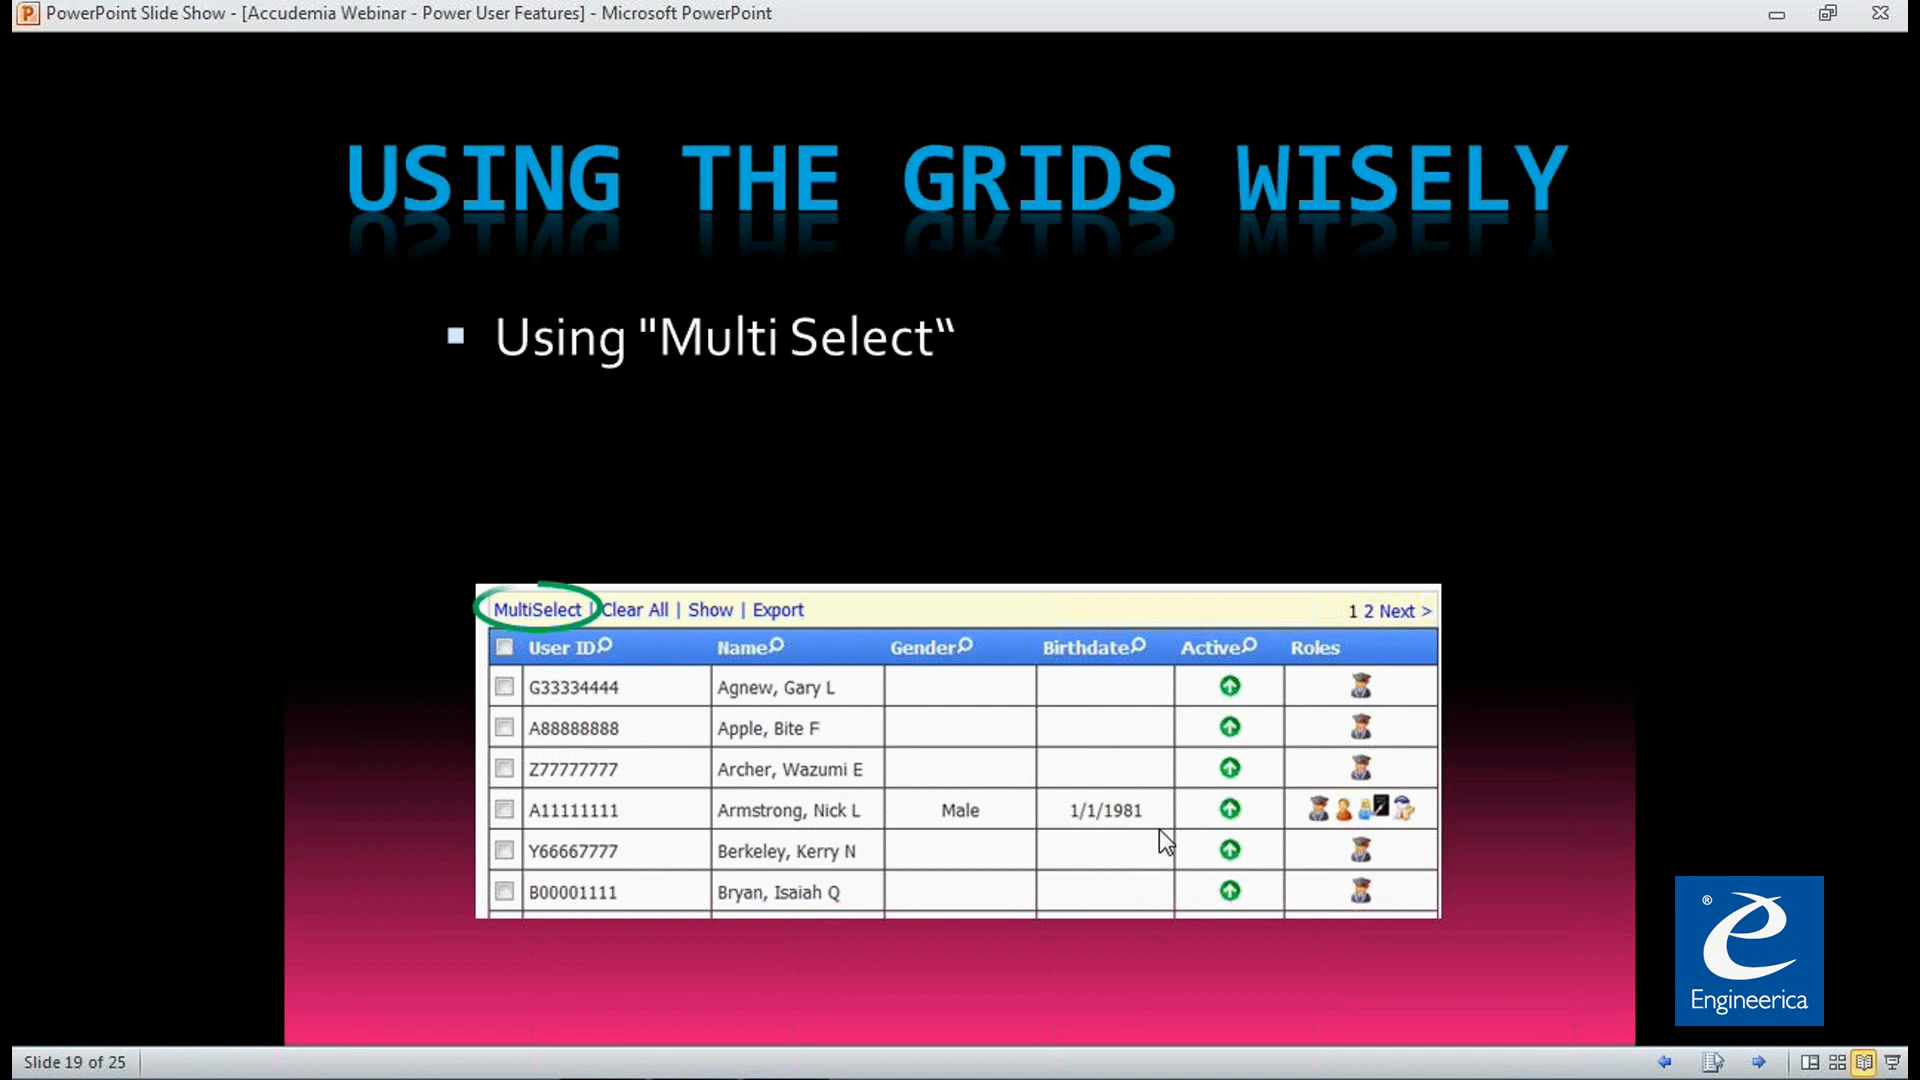 PowerPoint Slide Show - [Accudemia Webinar - Power User Features] - Microsoft PowerPoint
USING THE GRIDS WISELY
▪ Using "Multi Select“
MultiSelect | Clear All | Show | Export 1 2 Next >
User ID Name Gender Birthdate Active Roles
G33334444 Agnew, Gary L
A88888888 Apple, Bite F
Z77777777 Archer, Wazumi E
A11111111 Armstrong, Nick L Male 1/1/1981
Y66667777 Berkeley, Kerry N
B00001111 Bryan, Isaiah Q
® e
Engineerica
Slide 19 of 25